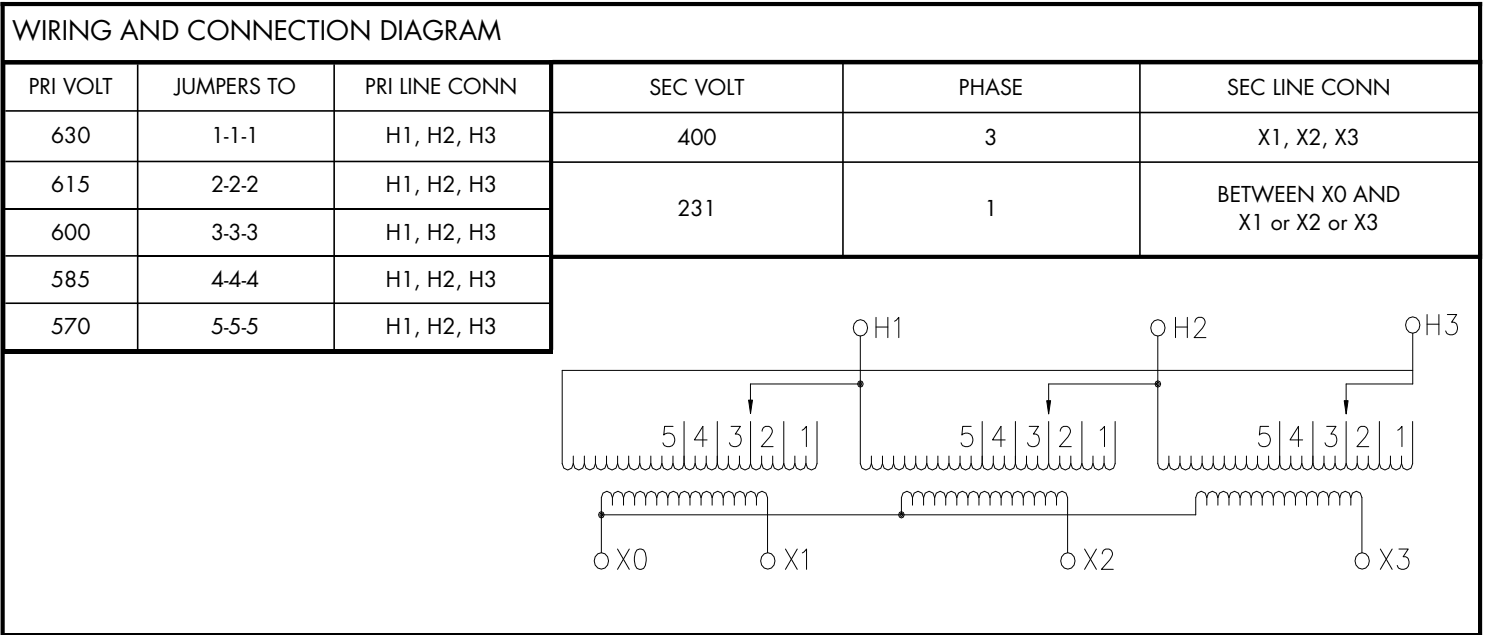 WIRING AND CONNECTION DIAGRAM
PRI VOLT JUMPERS TO PRI LINE CONN SEC VOLT PHASE SEC LINE CONN
630 1-1-1 H1, H2, H3 400 3 X1, X2, X3
615 2-2-2 H1, H2, H3
231 1 BETWEEN X0 AND
X1 or X2 or X3
600 3-3-3 H1, H2, H3
585 4-4-4 H1, H2, H3
570 5-5-5 H1, H2, H3
H1 H2 H3
5 4 3 2 1 5 4 3 2 1 5 4 3 2 1
X0 X1 X2 X3